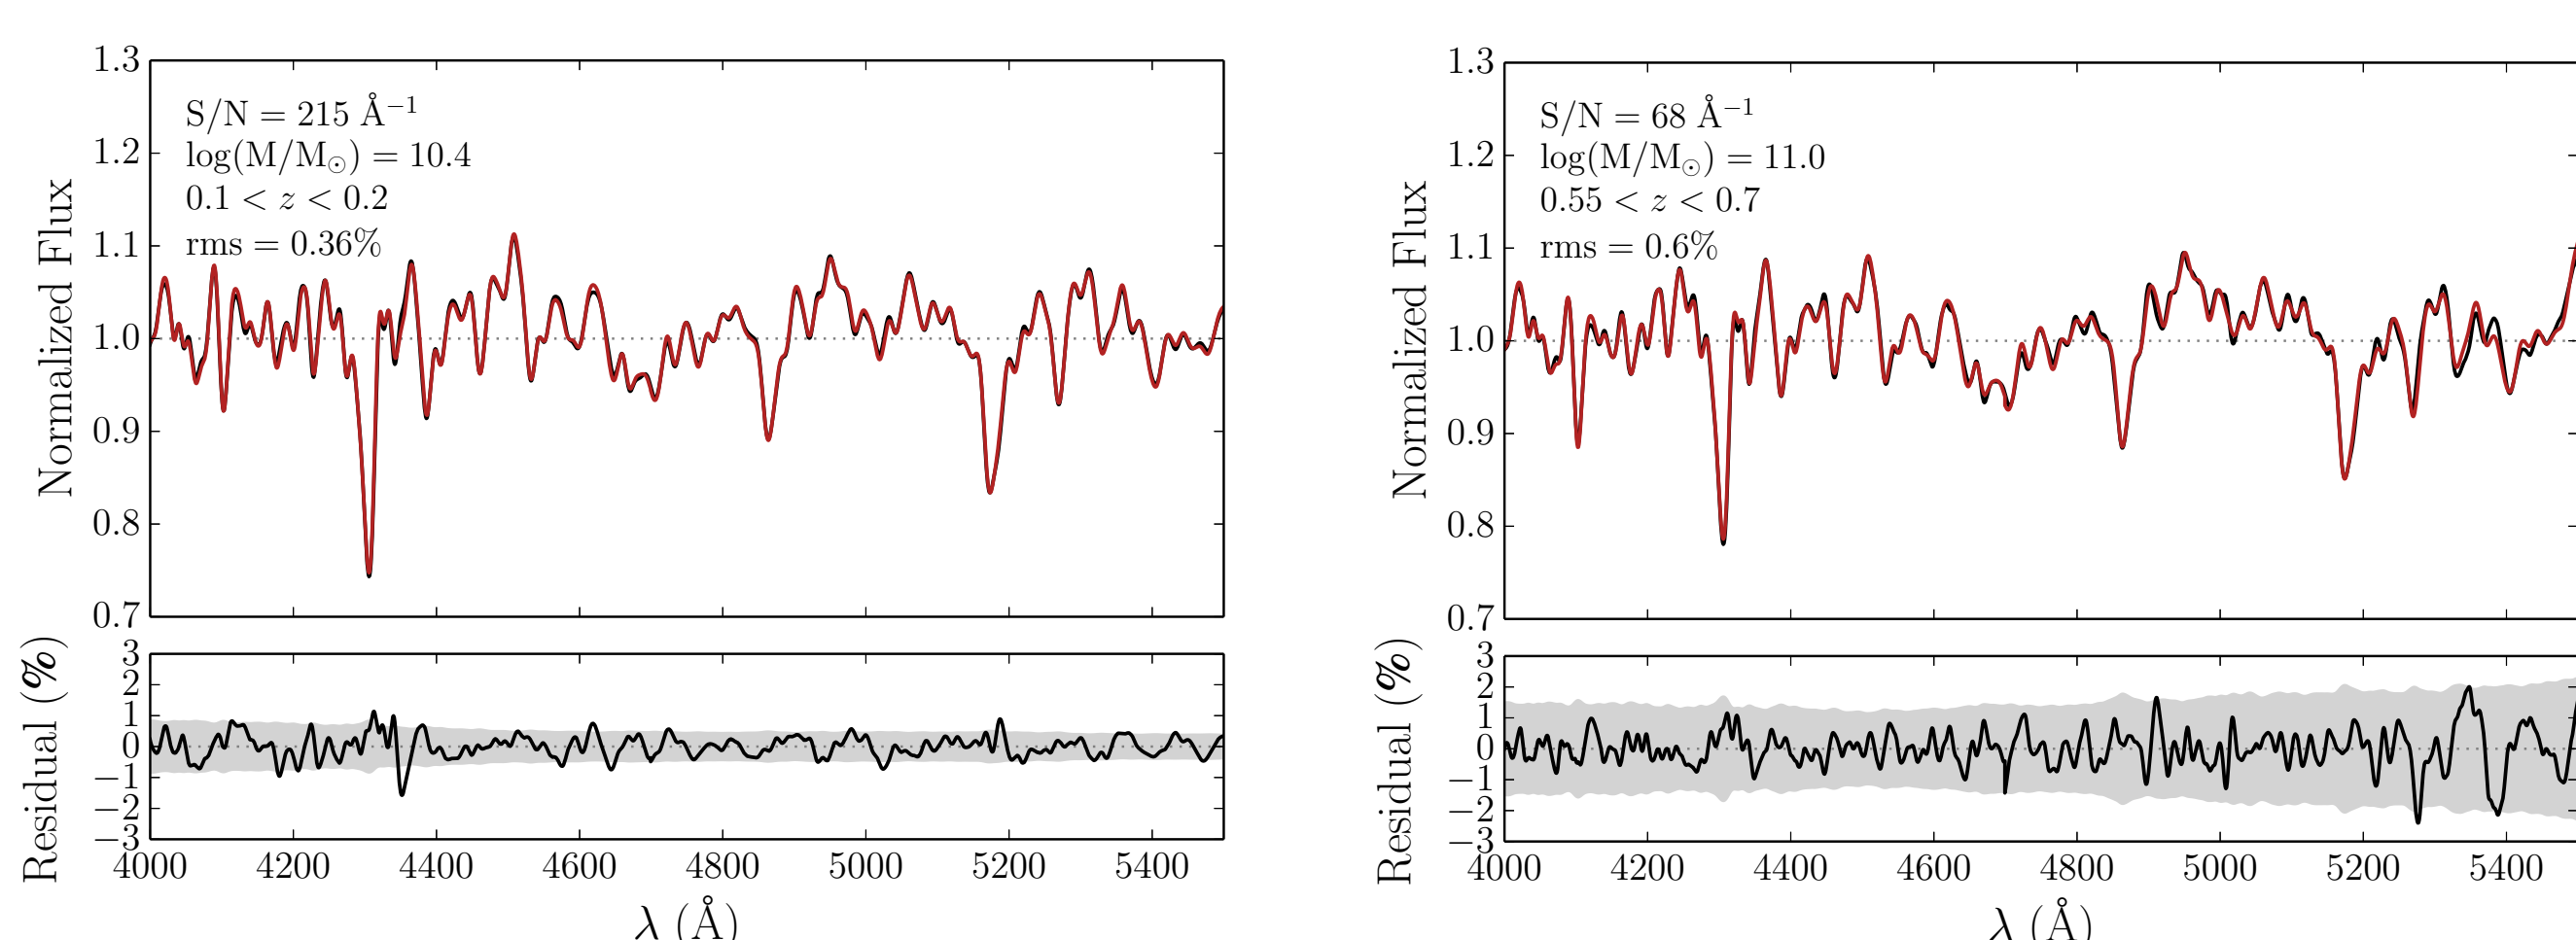 Normalized Flux
1.3
1.2
1.1
1.0
0.9
0.8
0.7
S/N = 215 Å⁻¹
log(M/M⊙) = 10.4
0.1 < z < 0.2
rms = 0.36%
Residual (%)
3
2
1
0
−1
−2
−3
4000 4200 4400 4600 4800 5000 5200 5400
λ (Å)
Normalized Flux
1.3
1.2
1.1
1.0
0.9
0.8
0.7
S/N = 68 Å⁻¹
log(M/M⊙) = 11.0
0.55 < z < 0.7
rms = 0.6%
Residual (%)
3
2
1
0
−1
−2
−3
4000 4200 4400 4600 4800 5000 5200 5400
λ (Å)